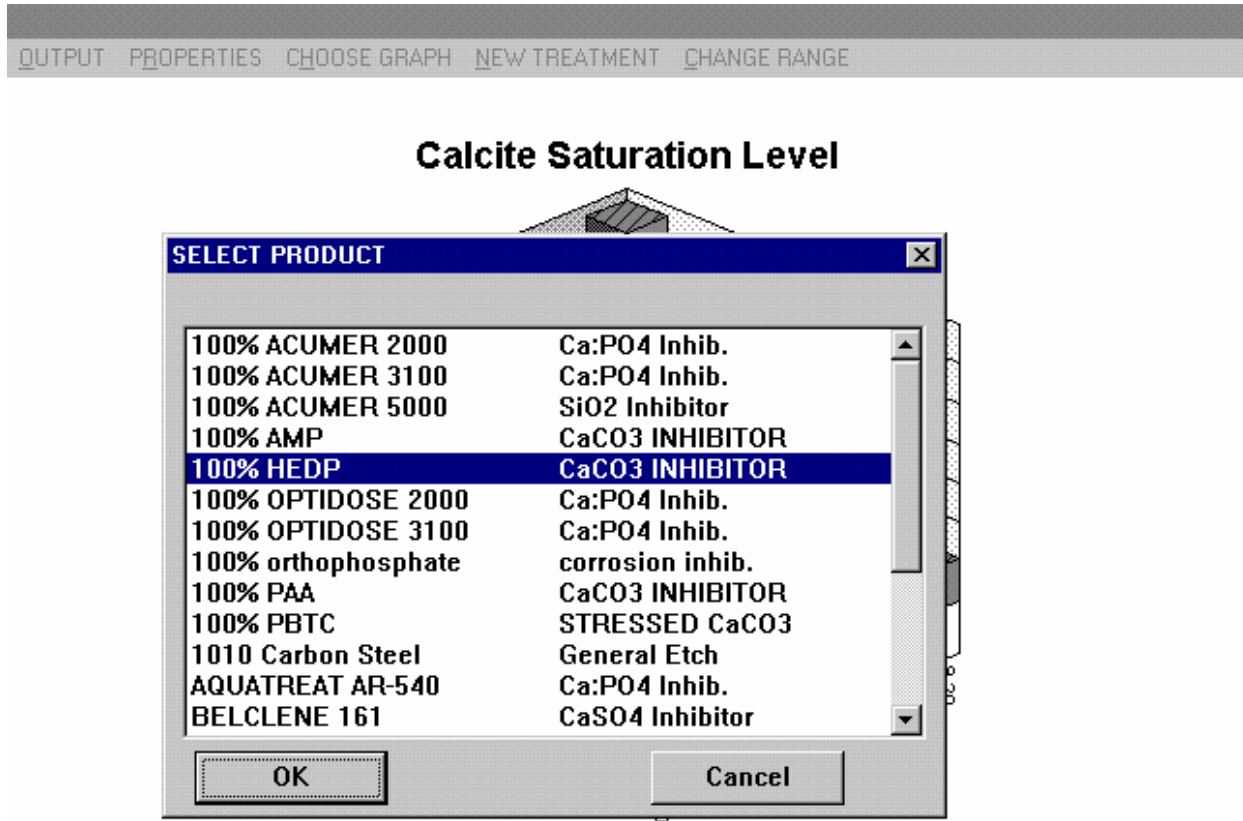 OUTPUT PROPERTIES CHOOSE GRAPH NEW TREATMENT CHANGE RANGE
Calcite Saturation Level
SELECT PRODUCT
100% ACUMER 2000 Ca:PO4 Inhib.
100% ACUMER 3100 Ca:PO4 Inhib.
100% ACUMER 5000 SiO2 Inhibitor
100% AMP CaCO3 INHIBITOR
100% HEDP CaCO3 INHIBITOR
100% OPTIDOSE 2000 Ca:PO4 Inhib.
100% OPTIDOSE 3100 Ca:PO4 Inhib.
100% orthophosphate corrosion inhib.
100% PAA CaCO3 INHIBITOR
100% PBTC STRESSED CaCO3
1010 Carbon Steel General Etch
AQUATREAT AR-540 Ca:PO4 Inhib.
BELCLENE 161 CaSO4 Inhibitor
OK Cancel